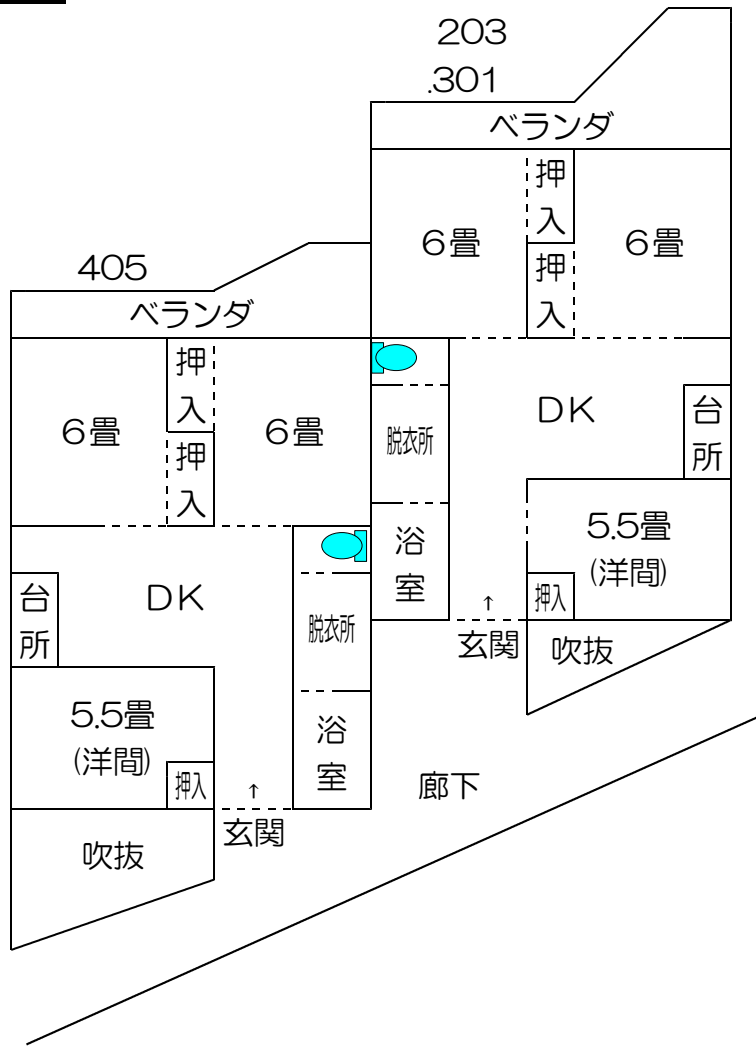 203
.301
ベランダ
押入
6畳
6畳
押入
DK
台所
脱衣所
浴室
5.5畳
(洋間)
押入
↑
玄関
吹抜
405
ベランダ
押入
6畳
6畳
押入
DK
台所
脱衣所
浴室
5.5畳
(洋間)
押入
↑
玄関
吹抜
廊下